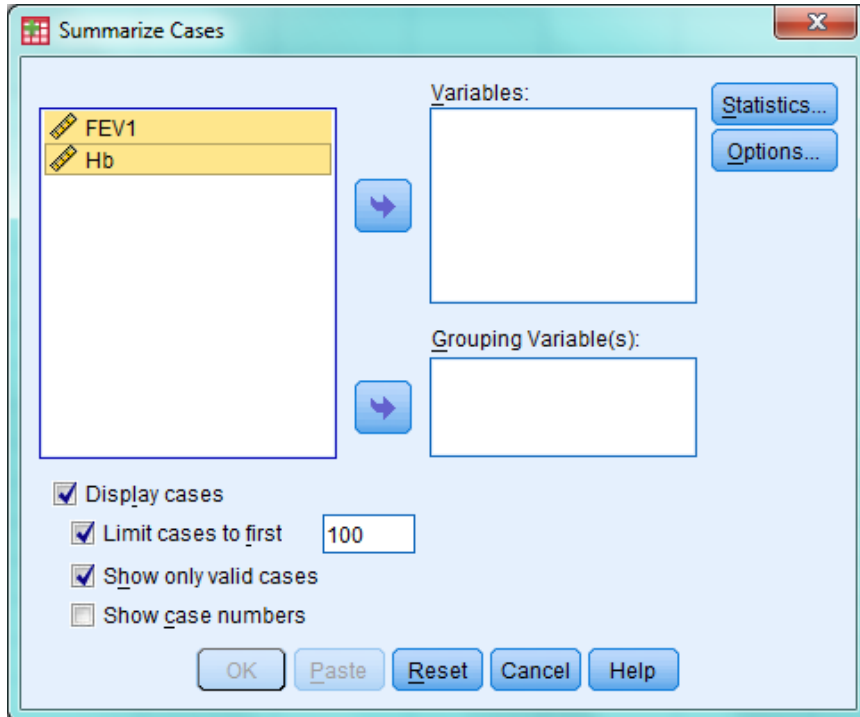 Summarize Cases
FEV1
Hb
Variables:
Statistics...
Options...
Grouping Variable(s):
Display cases
Limit cases to first 100
Show only valid cases
Show case numbers
OK Paste Reset Cancel Help